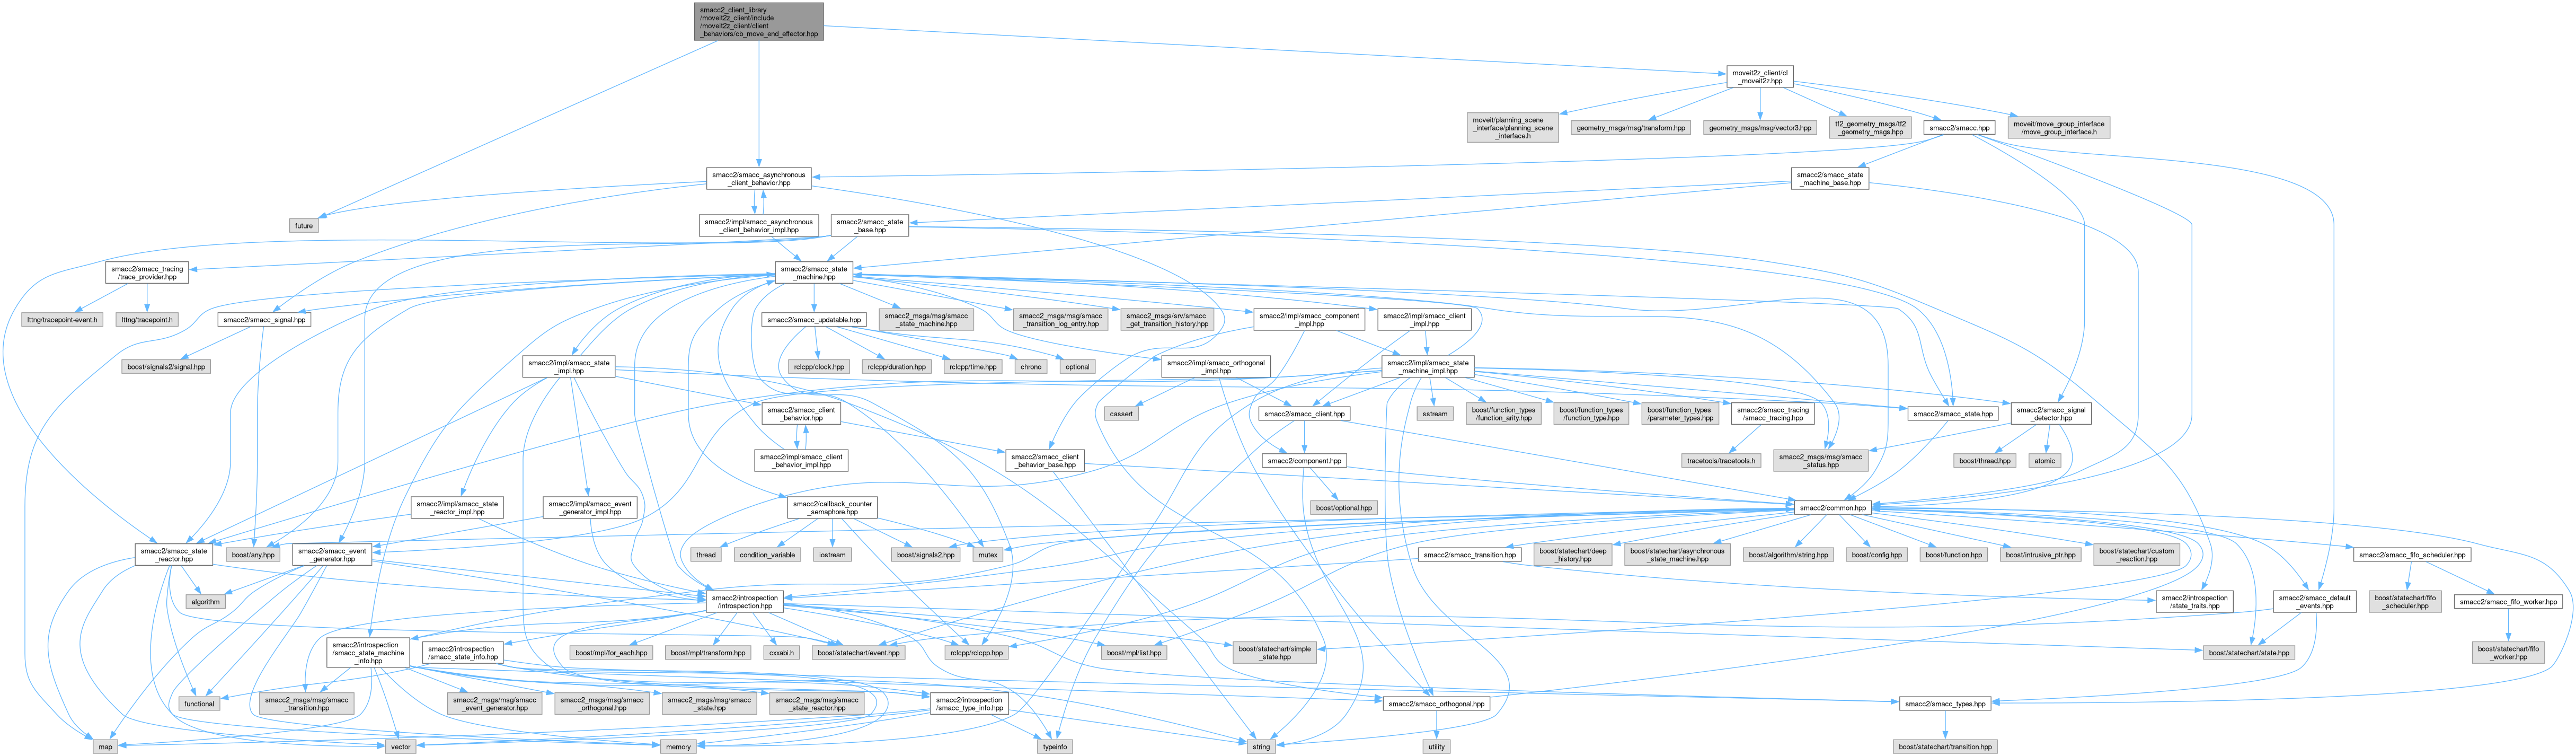 smacc2_client_library
/moveit2z_client/include
/moveit2z_client/client
_behaviors/cb_move_end_effector.hpp
moveit2z_client/cl
_moveit2z.hpp
moveit/planning_scene
_interface/planning_scene
_interface.h
geometry_msgs/msg/transform.hpp
geometry_msgs/msg/vector3.hpp
tf2_geometry_msgs/tf2
_geometry_msgs.hpp
smacc2/smacc.hpp
moveit/move_group_interface
/move_group_interface.h
smacc2/smacc_asynchronous
_client_behavior.hpp
smacc2/smacc_state
_machine_base.hpp
future
smacc2/impl/smacc_asynchronous
_client_behavior_impl.hpp
smacc2/smacc_state
_base.hpp
smacc2/smacc_tracing
/trace_provider.hpp
smacc2/smacc_state
_machine.hpp
lttng/tracepoint-event.h
lttng/tracepoint.h
smacc2/smacc_signal.hpp
smacc2/smacc_updatable.hpp
smacc2_msgs/msg/smacc
_state_machine.hpp
smacc2_msgs/msg/smacc
_transition_log_entry.hpp
smacc2_msgs/srv/smacc
_get_transition_history.hpp
smacc2/impl/smacc_component
_impl.hpp
smacc2/impl/smacc_client
_impl.hpp
boost/signals2/signal.hpp
smacc2/impl/smacc_state
_impl.hpp
rclcpp/clock.hpp
rclcpp/duration.hpp
rclcpp/time.hpp
chrono
optional
smacc2/impl/smacc_orthogonal
_impl.hpp
smacc2/impl/smacc_state
_machine_impl.hpp
smacc2/smacc_client
_behavior.hpp
cassert
smacc2/smacc_client.hpp
sstream
boost/function_types
/function_arity.hpp
boost/function_types
/function_type.hpp
boost/function_types
/parameter_types.hpp
smacc2/smacc_tracing
/smacc_tracing.hpp
smacc2/smacc_state.hpp
smacc2/smacc_signal
_detector.hpp
smacc2/impl/smacc_client
_behavior_impl.hpp
smacc2/smacc_client
_behavior_base.hpp
smacc2/component.hpp
tracetools/tracetools.h
smacc2_msgs/msg/smacc
_status.hpp
boost/thread.hpp
atomic
smacc2/impl/smacc_state
_reactor_impl.hpp
smacc2/impl/smacc_event
_generator_impl.hpp
smacc2/callback_counter
_semaphore.hpp
boost/optional.hpp
smacc2/common.hpp
smacc2/smacc_state
_reactor.hpp
boost/any.hpp
smacc2/smacc_event
_generator.hpp
thread
condition_variable
iostream
boost/signals2.hpp
mutex
smacc2/smacc_transition.hpp
boost/statechart/deep
_history.hpp
boost/statechart/asynchronous
_state_machine.hpp
boost/algorithm/string.hpp
boost/config.hpp
boost/function.hpp
boost/intrusive_ptr.hpp
boost/statechart/custom
_reaction.hpp
smacc2/smacc_fifo_scheduler.hpp
algorithm
smacc2/introspection
/introspection.hpp
smacc2/introspection
/state_traits.hpp
smacc2/smacc_default
_events.hpp
boost/statechart/fifo
_scheduler.hpp
smacc2/smacc_fifo_worker.hpp
smacc2/introspection
/smacc_state_machine
_info.hpp
smacc2/introspection
/smacc_state_info.hpp
boost/mpl/for_each.hpp
boost/mpl/transform.hpp
cxxabi.h
boost/statechart/event.hpp
rclcpp/rclcpp.hpp
boost/mpl/list.hpp
boost/statechart/simple
_state.hpp
boost/statechart/state.hpp
boost/statechart/fifo
_worker.hpp
functional
smacc2_msgs/msg/smacc
_transition.hpp
smacc2_msgs/msg/smacc
_event_generator.hpp
smacc2_msgs/msg/smacc
_orthogonal.hpp
smacc2_msgs/msg/smacc
_state.hpp
smacc2_msgs/msg/smacc
_state_reactor.hpp
smacc2/introspection
/smacc_type_info.hpp
smacc2/smacc_orthogonal.hpp
smacc2/smacc_types.hpp
map
vector
memory
typeinfo
string
utility
boost/statechart/transition.hpp